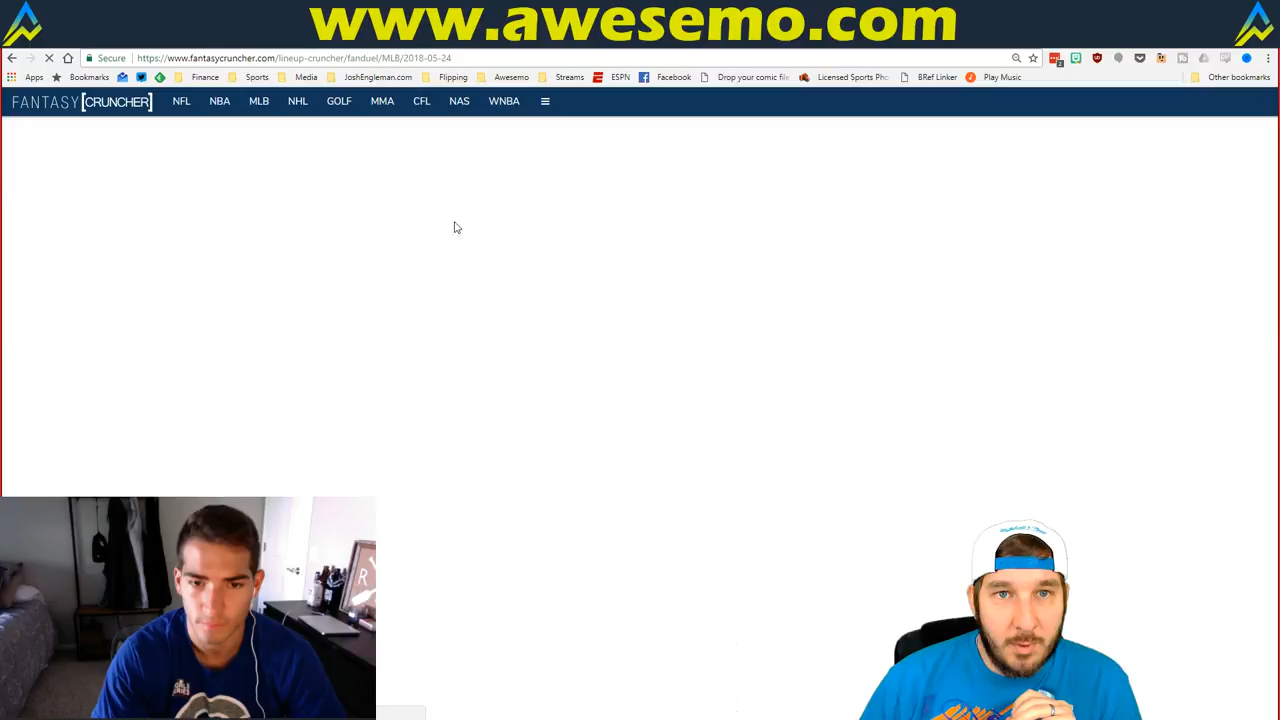 www.awesemo.com
Secure https://www.fantasycruncher.com/lineup-cruncher/fanduel/MLB/2018-05-24
Apps Bookmarks Finance Sports Media JoshEngleman.com Flipping Awesemo Streams ESPN Facebook Drop your comic file Licensed Sports Pho BRef Linker Play Music Other bookmarks
FANTASY [CRUNCHER] NFL NBA MLB NHL GOLF MMA CFL NAS WNBA